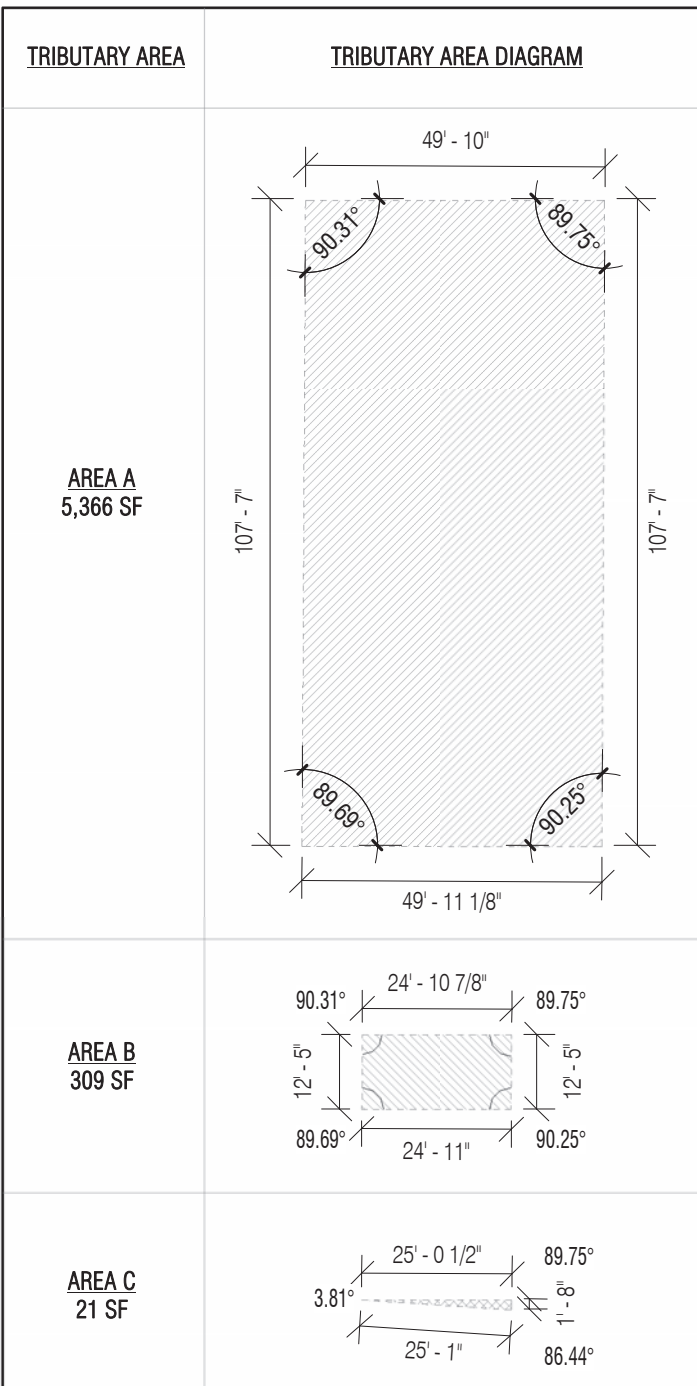 TRIBUTARY AREA
TRIBUTARY AREA DIAGRAM
AREA A
5,366 SF
49' - 10"
90.31°
89.75°
107' - 7"
107' - 7"
89.69°
90.25°
49' - 11 1/8"
AREA B
309 SF
90.31°
24' - 10 7/8"
89.75°
12' - 5"
12' - 5"
89.69°
24' - 11"
90.25°
AREA C
21 SF
25' - 0 1/2"
89.75°
3.81°
1' - 8"
25' - 1"
86.44°